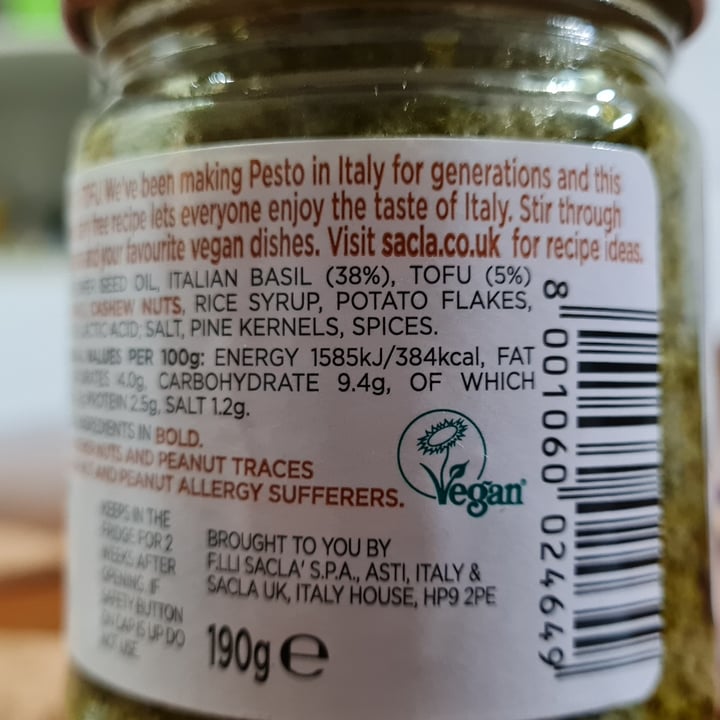 We've been making Pesto in Italy for generations and this
free recipe lets everyone enjoy the taste of Italy. Stir through
your favourite vegan dishes. Visit sacla.co.uk for recipe ideas.
SEED OIL, ITALIAN BASIL (38%), TOFU (5%)
CASHEW NUTS, RICE SYRUP, POTATO FLAKES,
LACTIC ACID, SALT, PINE KERNELS, SPICES.
VALUES PER 100g: ENERGY 1585kJ/384kcal, FAT
4.0g, CARBOHYDRATE 9.4g, OF WHICH
PROTEIN 2.5g, SALT 1.2g.
INGREDIENTS IN BOLD.
NUTS AND PEANUT TRACES
AND PEANUT ALLERGY SUFFERERS.
Vegan
KEEPS IN THE
FRIDGE FOR 2
WEEKS AFTER
OPENING. IF
SAFETY BUTTON
ON CAP IS UP DO
NOT USE.
BROUGHT TO YOU BY
F.LLI SACLA' S.P.A., ASTI, ITALY &
SACLA UK, ITALY HOUSE, HP9 2PE
190g e
8 001060 024649